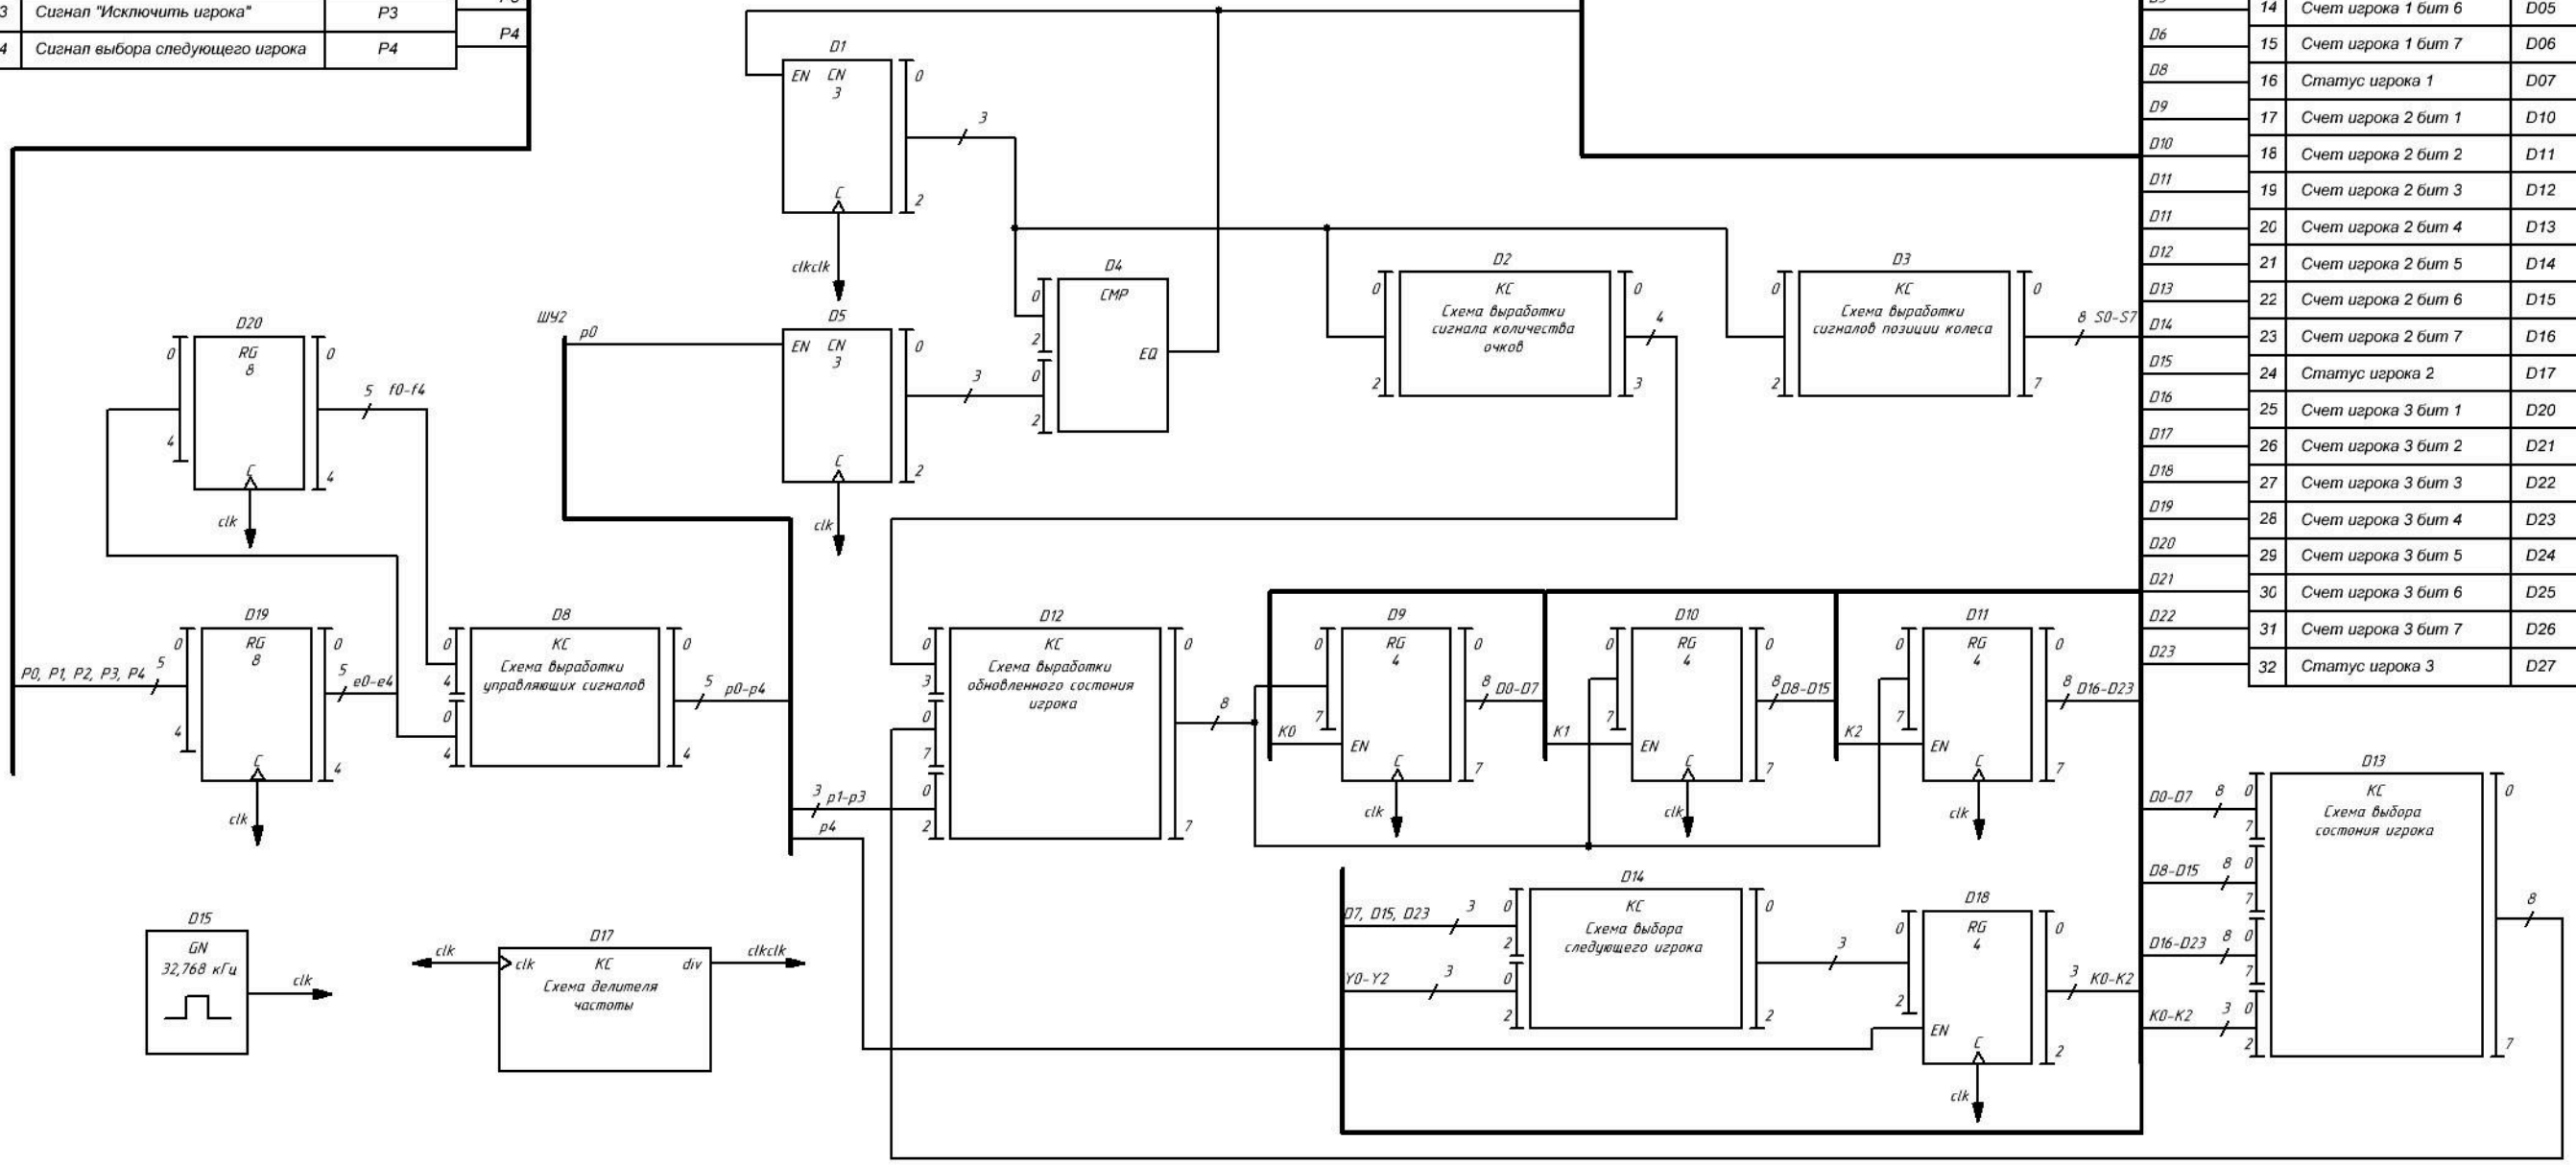 3 Сигнал "Исключить игрока" P3
4 Сигнал выбора следующего игрока P4
P4
D1
EN CN 0
3
3
C
2
clkclk
D6
D8
D9
D10
D11
D11
D12
D13
D14
D15
D16
D17
D18
D19
D20
D21
D22
D23
14 Счет игрока 1 бит 6 D05
15 Счет игрока 1 бит 7 D06
16 Статус игрока 1 D07
17 Счет игрока 2 бит 1 D10
18 Счет игрока 2 бит 2 D11
19 Счет игрока 2 бит 3 D12
20 Счет игрока 2 бит 4 D13
21 Счет игрока 2 бит 5 D14
22 Счет игрока 2 бит 6 D15
23 Счет игрока 2 бит 7 D16
24 Статус игрока 2 D17
25 Счет игрока 3 бит 1 D20
26 Счет игрока 3 бит 2 D21
27 Счет игрока 3 бит 3 D22
28 Счет игрока 3 бит 4 D23
29 Счет игрока 3 бит 5 D24
30 Счет игрока 3 бит 6 D25
31 Счет игрока 3 бит 7 D26
32 Статус игрока 3 D27
D4
0 CMP
2
0 EQ
2
D2
0 КС 0
Схема выработки
сигнала количества
очков
4
2 3
D3
0 КС 0
Схема выработки
сигналов позиции колеса
8 S0-S7
2 7
ШУ2
p0
D5
EN CN 0
3
3
C
2
clk
D20
0 RG 0
8
5 f0-f4
4
C
4
clk
D19
0 RG 0
8
P0, P1, P2, P3, P4 5
5 e0-e4
4
C
4
clk
D8
0 КС 0
Схема выработки
управляющих сигналов
4
0
4 4
5 p0-p4
3 p1-p3
p4
D12
0 КС 0
Схема выработки
обновленного состония
игрока
3
0
7
0
2 7
8
D9
0 RG 0
4
8 D0-D7
7
K0 EN
C
7
clk
D10
0 RG 0
4
8 D8-D15
7
K1 EN
C
7
clk
D11
0 RG 0
4
8 D16-D23
7
K2 EN
C
7
clk
D13
D0-D7 8 0 КС 0
Схема выбора
состония игрока
7
D8-D15 8 0
7
D16-D23 8 0
7
K0-K2 3 0
2 7
8
D14
D7, D15, D23 3 0 КС 0
Схема выбора
следующего игрока
2
Y0-Y2 3 0
2 2
3
D18
0 RG 0
4
3 K0-K2
2
EN
C
2
clk
D15
GN
32,768 кГц
clk
D17
clk clk КС div clkclk
Схема делителя
частоты